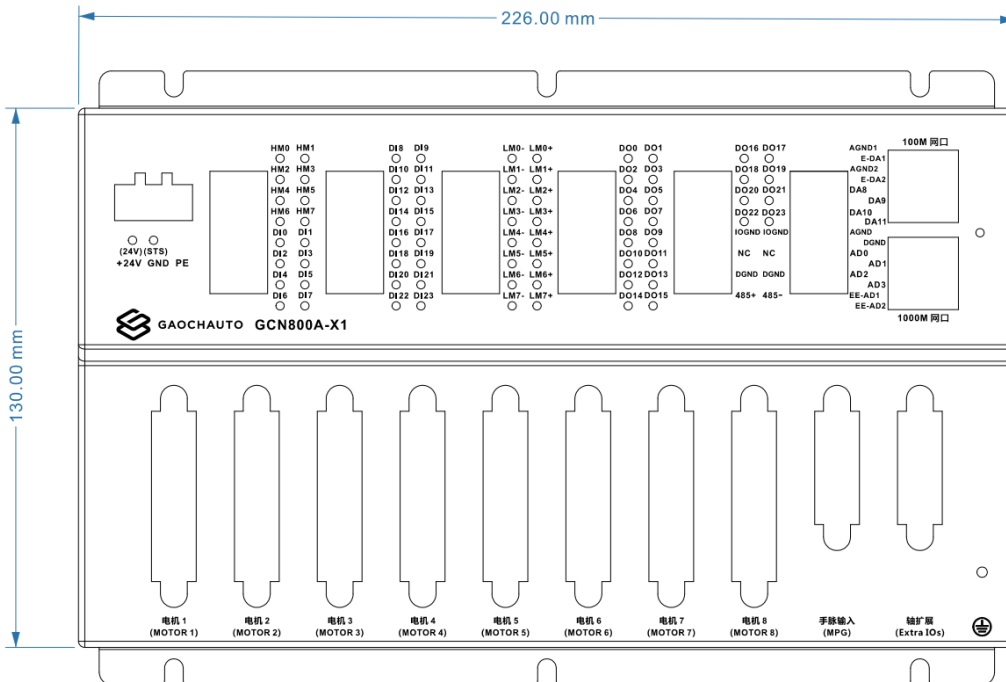 226.00 mm
130.00 mm
HM0 HM1
HM2 HM3
HM4 HM5
HM6 HM7
DI0 DI1
DI2 DI3
DI4 DI5
DI6 DI7
DI8 DI9
DI10 DI11
DI12 DI13
DI14 DI15
DI16 DI17
DI18 DI19
DI20 DI21
DI22 DI23
LM0- LM0+
LM1- LM1+
LM2- LM2+
LM3- LM3+
LM4- LM4+
LM5- LM5+
LM6- LM6+
LM7- LM7+
DO0 DO1
DO2 DO3
DO4 DO5
DO6 DO7
DO8 DO9
DO10 DO11
DO12 DO13
DO14 DO15
DO16 DO17
DO18 DO19
DO20 DO21
DO22 DO23
IOGND IOGND
NC NC
DGND DGND
485+ 485-
AGND1
E-DA1
AGND2
E-DA2
DA8
DA9
DA10
DA11
AGND
DGND
AD0
AD1
AD2
AD3
EE-AD1
EE-AD2
100M 网口
1000M 网口
(24V) (STS)
+24V GND PE
GAOCHAUTO GCN800A-X1
电机 1
(MOTOR 1)
电机 2
(MOTOR 2)
电机 3
(MOTOR 3)
电机 4
(MOTOR 4)
电机 5
(MOTOR 5)
电机 6
(MOTOR 6)
电机 7
(MOTOR 7)
电机 8
(MOTOR 8)
手脉输入
(MPG)
轴扩展
(Extra IOs)